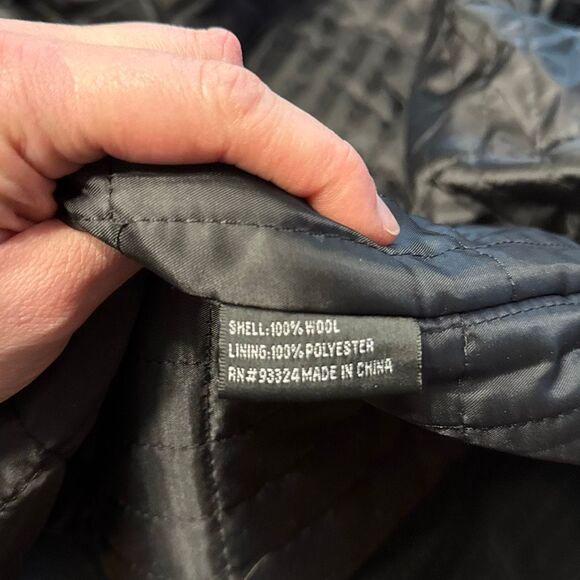 SHELL:100% WOOL
LINING:100% POLYESTER
RN#93324 MADE IN CHINA